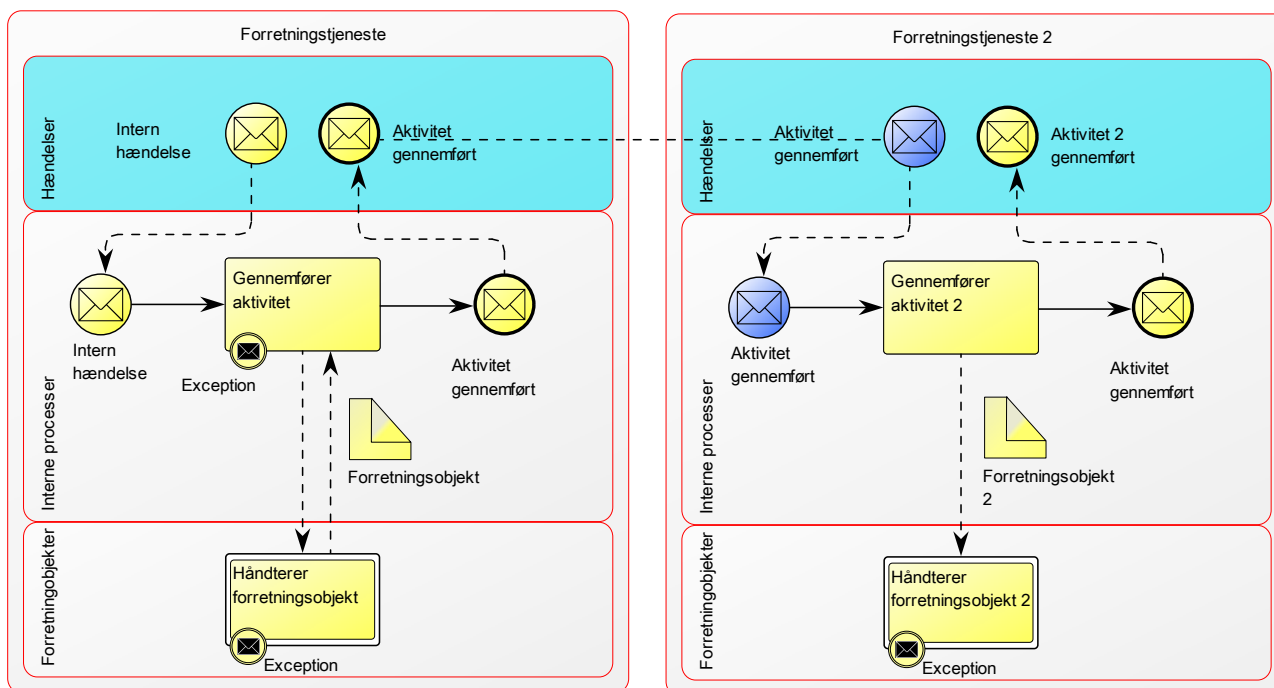 Forretningstjeneste
Hændelser
Intern
hændelse
Aktivitet
gennemført
Interne processer
Gennemfører
aktivitet
Intern
hændelse
Exception
Aktivitet
gennemført
Forretningsobjekt
Forretningobjekter
Håndterer
forretningsobjekt
Exception
Forretningstjeneste 2
Hændelser
Aktivitet
gennemført
Aktivitet 2
gennemført
Interne processer
Gennemfører
aktivitet 2
Aktivitet
gennemført
Aktivitet
gennemført
Forretningsobjekt
2
Forretningobjekter
Håndterer
forretningsobjekt 2
Exception